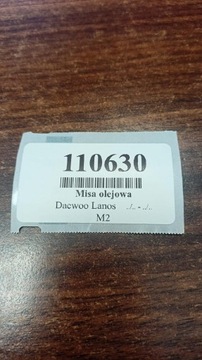 110630
Misa olejowa
Daewoo Lanos ./. - ./.
M2